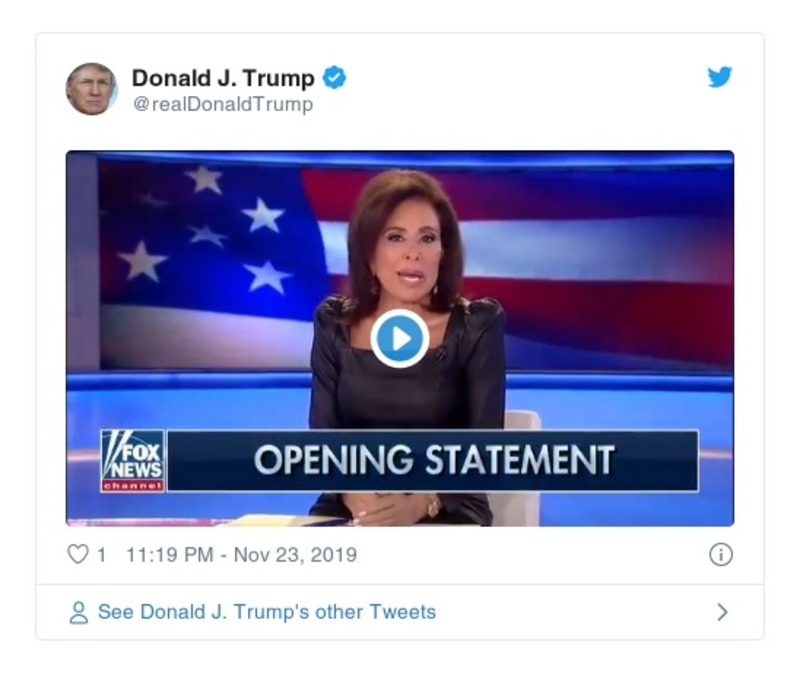 Donald J. Trump
@realDonaldTrump
FOX
NEWS
channel
OPENING STATEMENT
1 11:19 PM - Nov 23, 2019
See Donald J. Trump's other Tweets